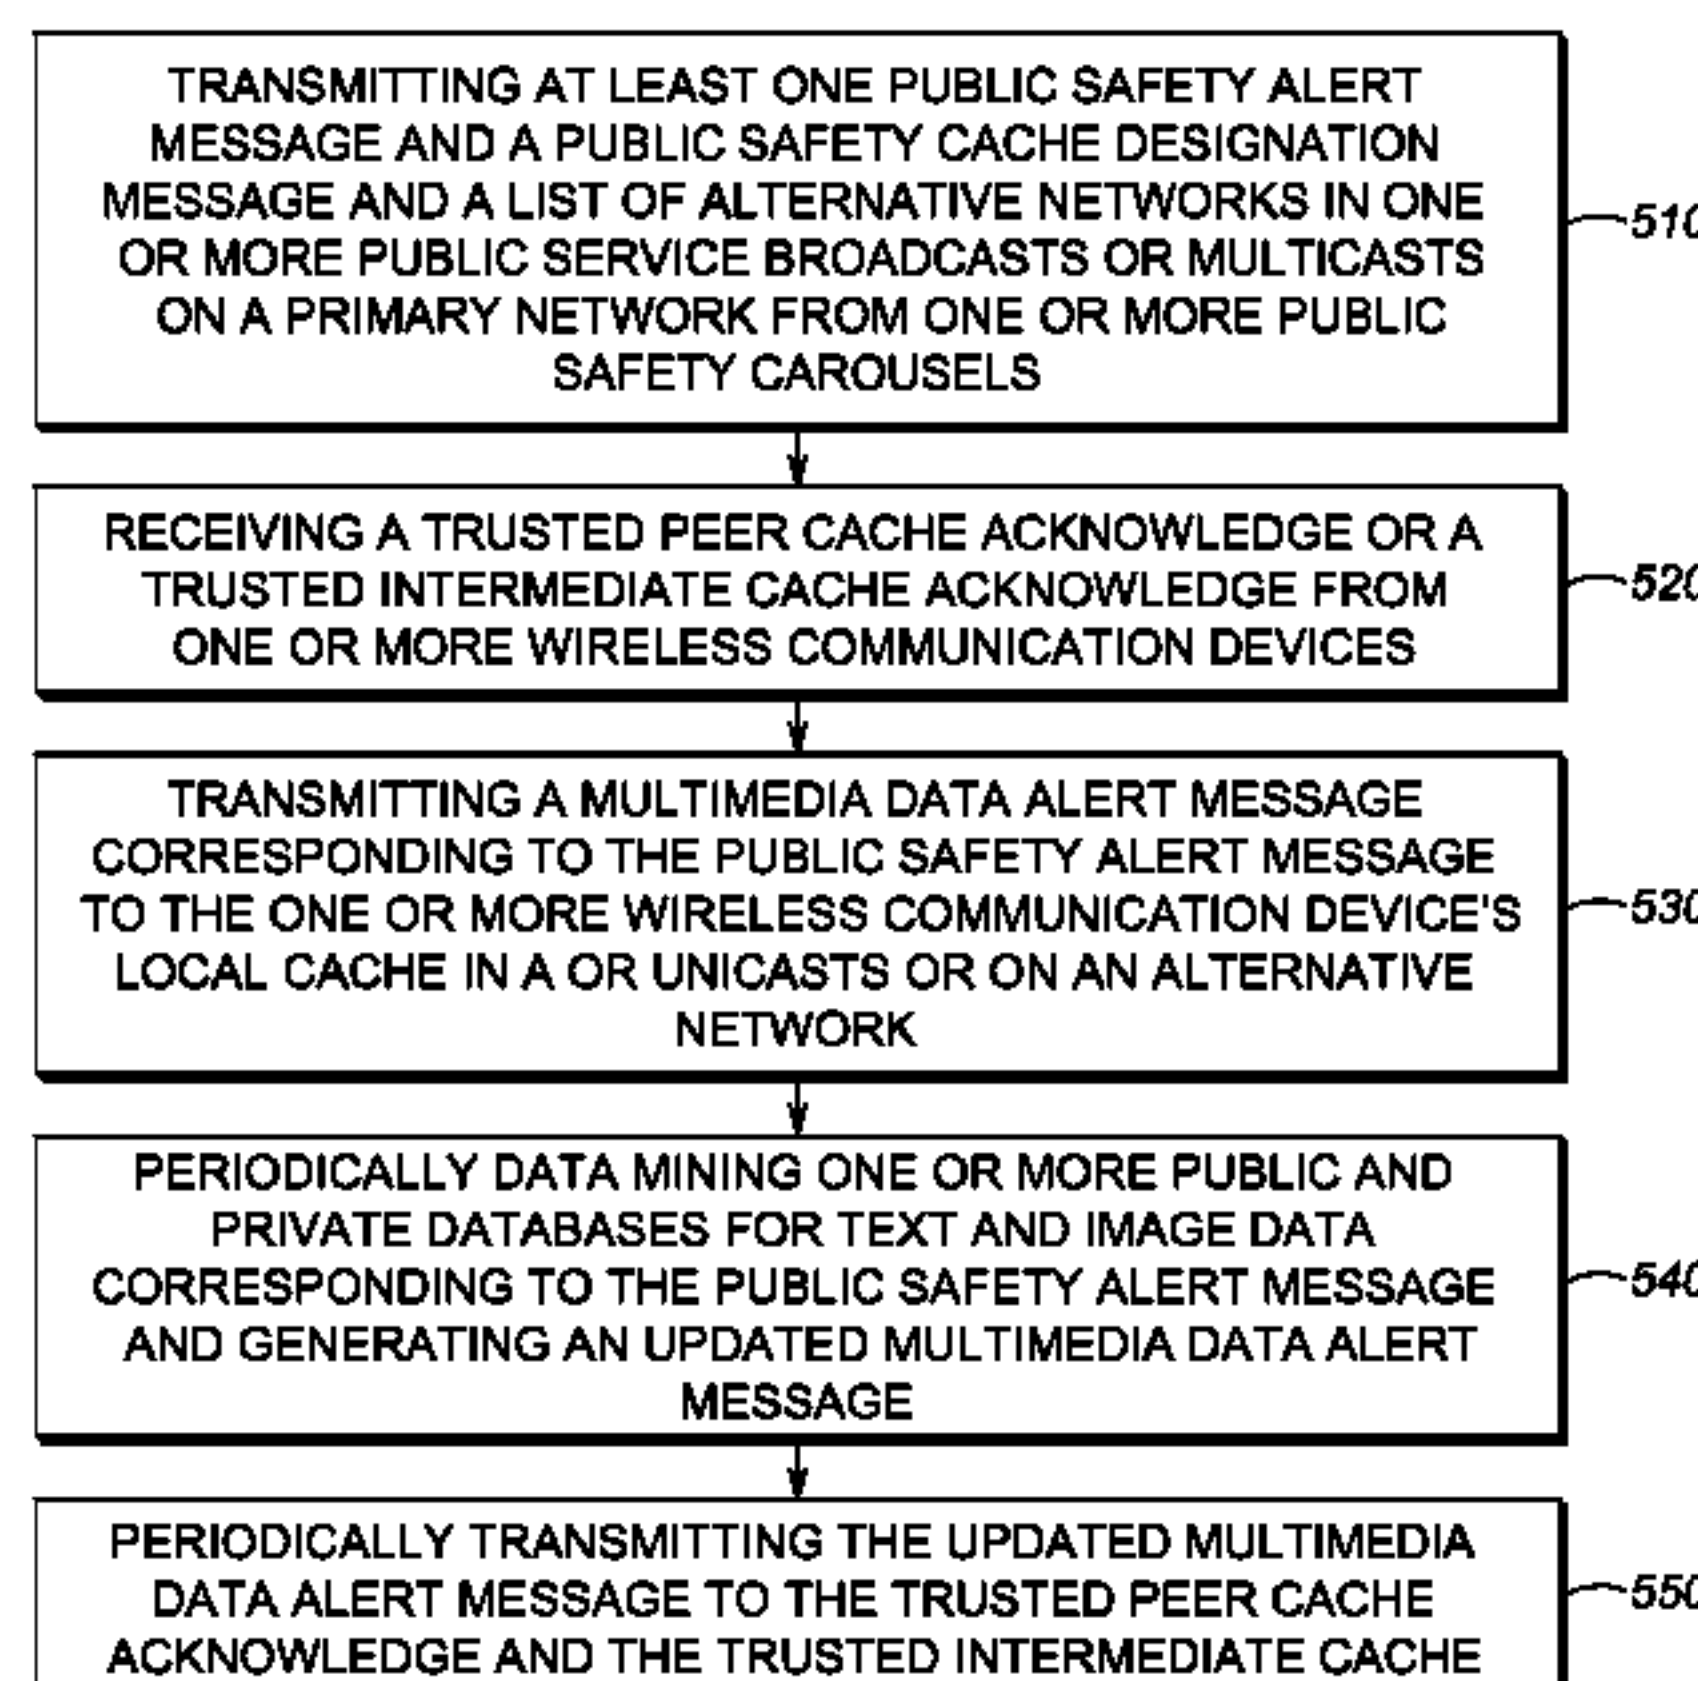 TRANSMITTING AT LEAST ONE PUBLIC SAFETY ALERT
MESSAGE AND A PUBLIC SAFETY CACHE DESIGNATION
MESSAGE AND A LIST OF ALTERNATIVE NETWORKS IN ONE
OR MORE PUBLIC SERVICE BROADCASTS OR MULTICASTS
ON A PRIMARY NETWORK FROM ONE OR MORE PUBLIC
SAFETY CAROUSELS
510
RECEIVING A TRUSTED PEER CACHE ACKNOWLEDGE OR A
TRUSTED INTERMEDIATE CACHE ACKNOWLEDGE FROM
ONE OR MORE WIRELESS COMMUNICATION DEVICES
520
TRANSMITTING A MULTIMEDIA DATA ALERT MESSAGE
CORRESPONDING TO THE PUBLIC SAFETY ALERT MESSAGE
TO THE ONE OR MORE WIRELESS COMMUNICATION DEVICE'S
LOCAL CACHE IN A OR UNICASTS OR ON AN ALTERNATIVE
NETWORK
530
PERIODICALLY DATA MINING ONE OR MORE PUBLIC AND
PRIVATE DATABASES FOR TEXT AND IMAGE DATA
CORRESPONDING TO THE PUBLIC SAFETY ALERT MESSAGE
AND GENERATING AN UPDATED MULTIMEDIA DATA ALERT
MESSAGE
540
PERIODICALLY TRANSMITTING THE UPDATED MULTIMEDIA
DATA ALERT MESSAGE TO THE TRUSTED PEER CACHE
ACKNOWLEDGE AND THE TRUSTED INTERMEDIATE CACHE
550